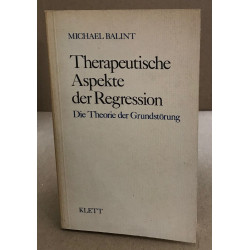 MICHAEL BALINT
Therapeutische
Aspekte
der Regression
Die Theorie der Grundstörung
KLETT